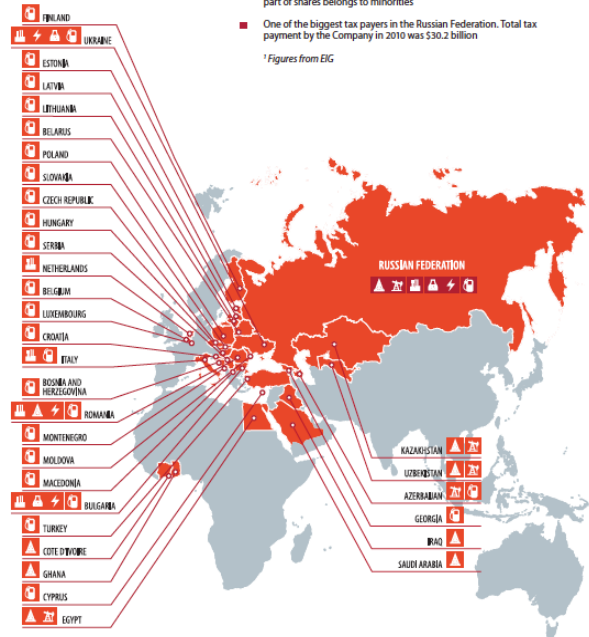 part of shares belongs to minorities
One of the biggest tax payers in the Russian Federation. Total tax
payment by the Company in 2010 was $30.2 billion
¹ Figures from EIG
FINLAND
UKRAINE
ESTONIA
LATVIA
LITHUANIA
BELARUS
POLAND
SLOVAKIA
CZECH REPUBLIC
HUNGARY
SERBIA
NETHERLANDS
BELGIUM
LUXEMBOURG
CROATIA
ITALY
BOSNIA AND
HERZEGOVINA
ROMANIA
MONTENEGRO
MOLDOVA
MACEDONIA
BULGARIA
TURKEY
COTE D'IVOIRE
GHANA
CYPRUS
EGYPT
RUSSIAN FEDERATION
KAZAKHSTAN
UZBEKISTAN
AZERBAIJAN
GEORGIA
IRAQ
SAUDI ARABIA